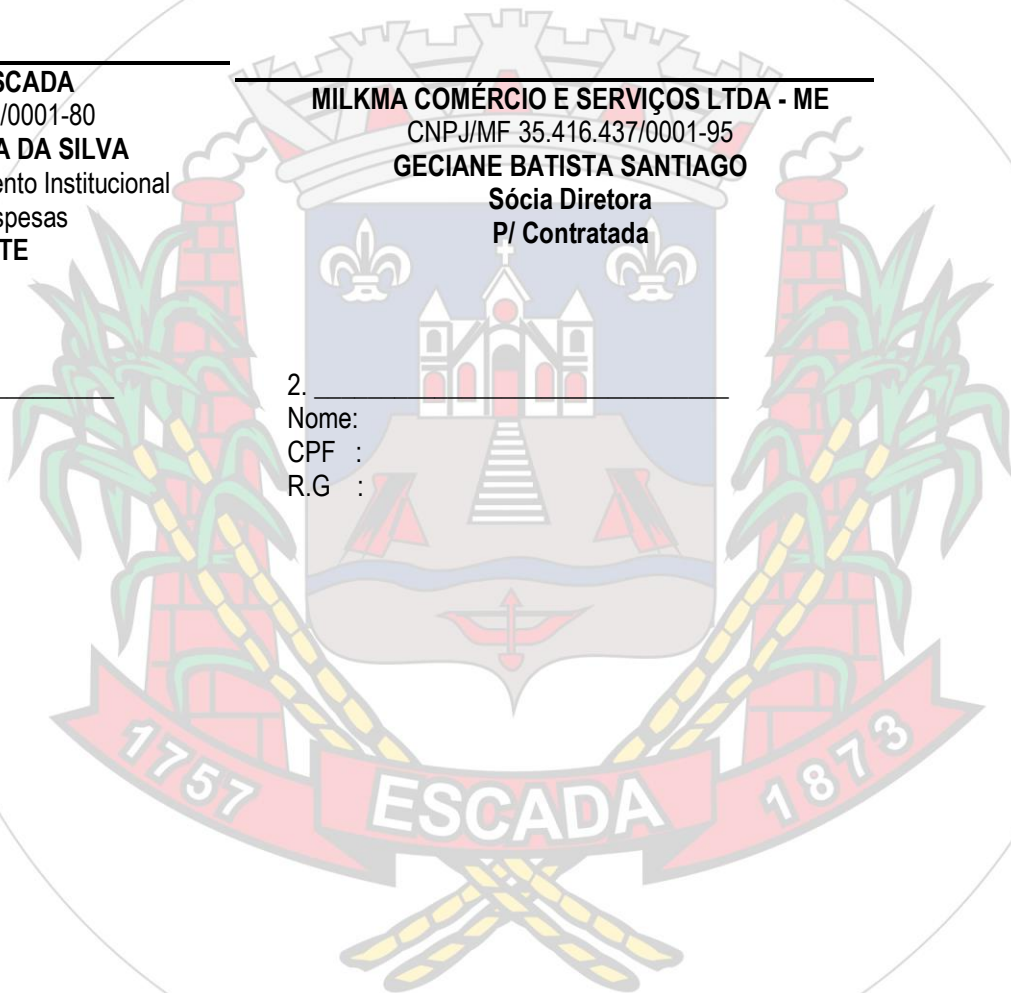 SCADA
/0001-80
A DA SILVA
ento Institucional
spesas
TE
MILKMA COMÉRCIO E SERVIÇOS LTDA - ME
CNPJ/MF 35.416.437/0001-95
GECIANE BATISTA SANTIAGO
Sócia Diretora
P/ Contratada
2. ______________________________
Nome:
CPF :
R.G :
1757 ESCADA 1873